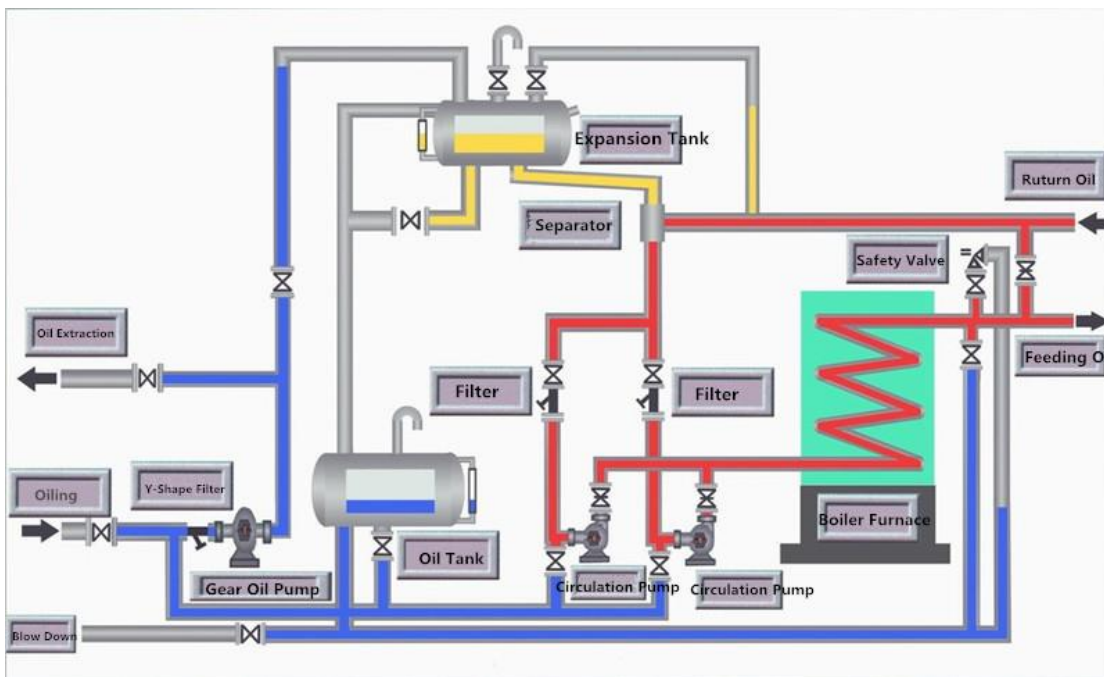 Expansion Tank
Ruturn Oil
Separator
Safety Valve
Oil Extraction
Feeding O
Filter
Filter
Oiling
Y-Shape Filter
Boiler Furnace
Oil Tank
Gear Oil Pump
Circulation Pump
Circulation Pump
Blow Down